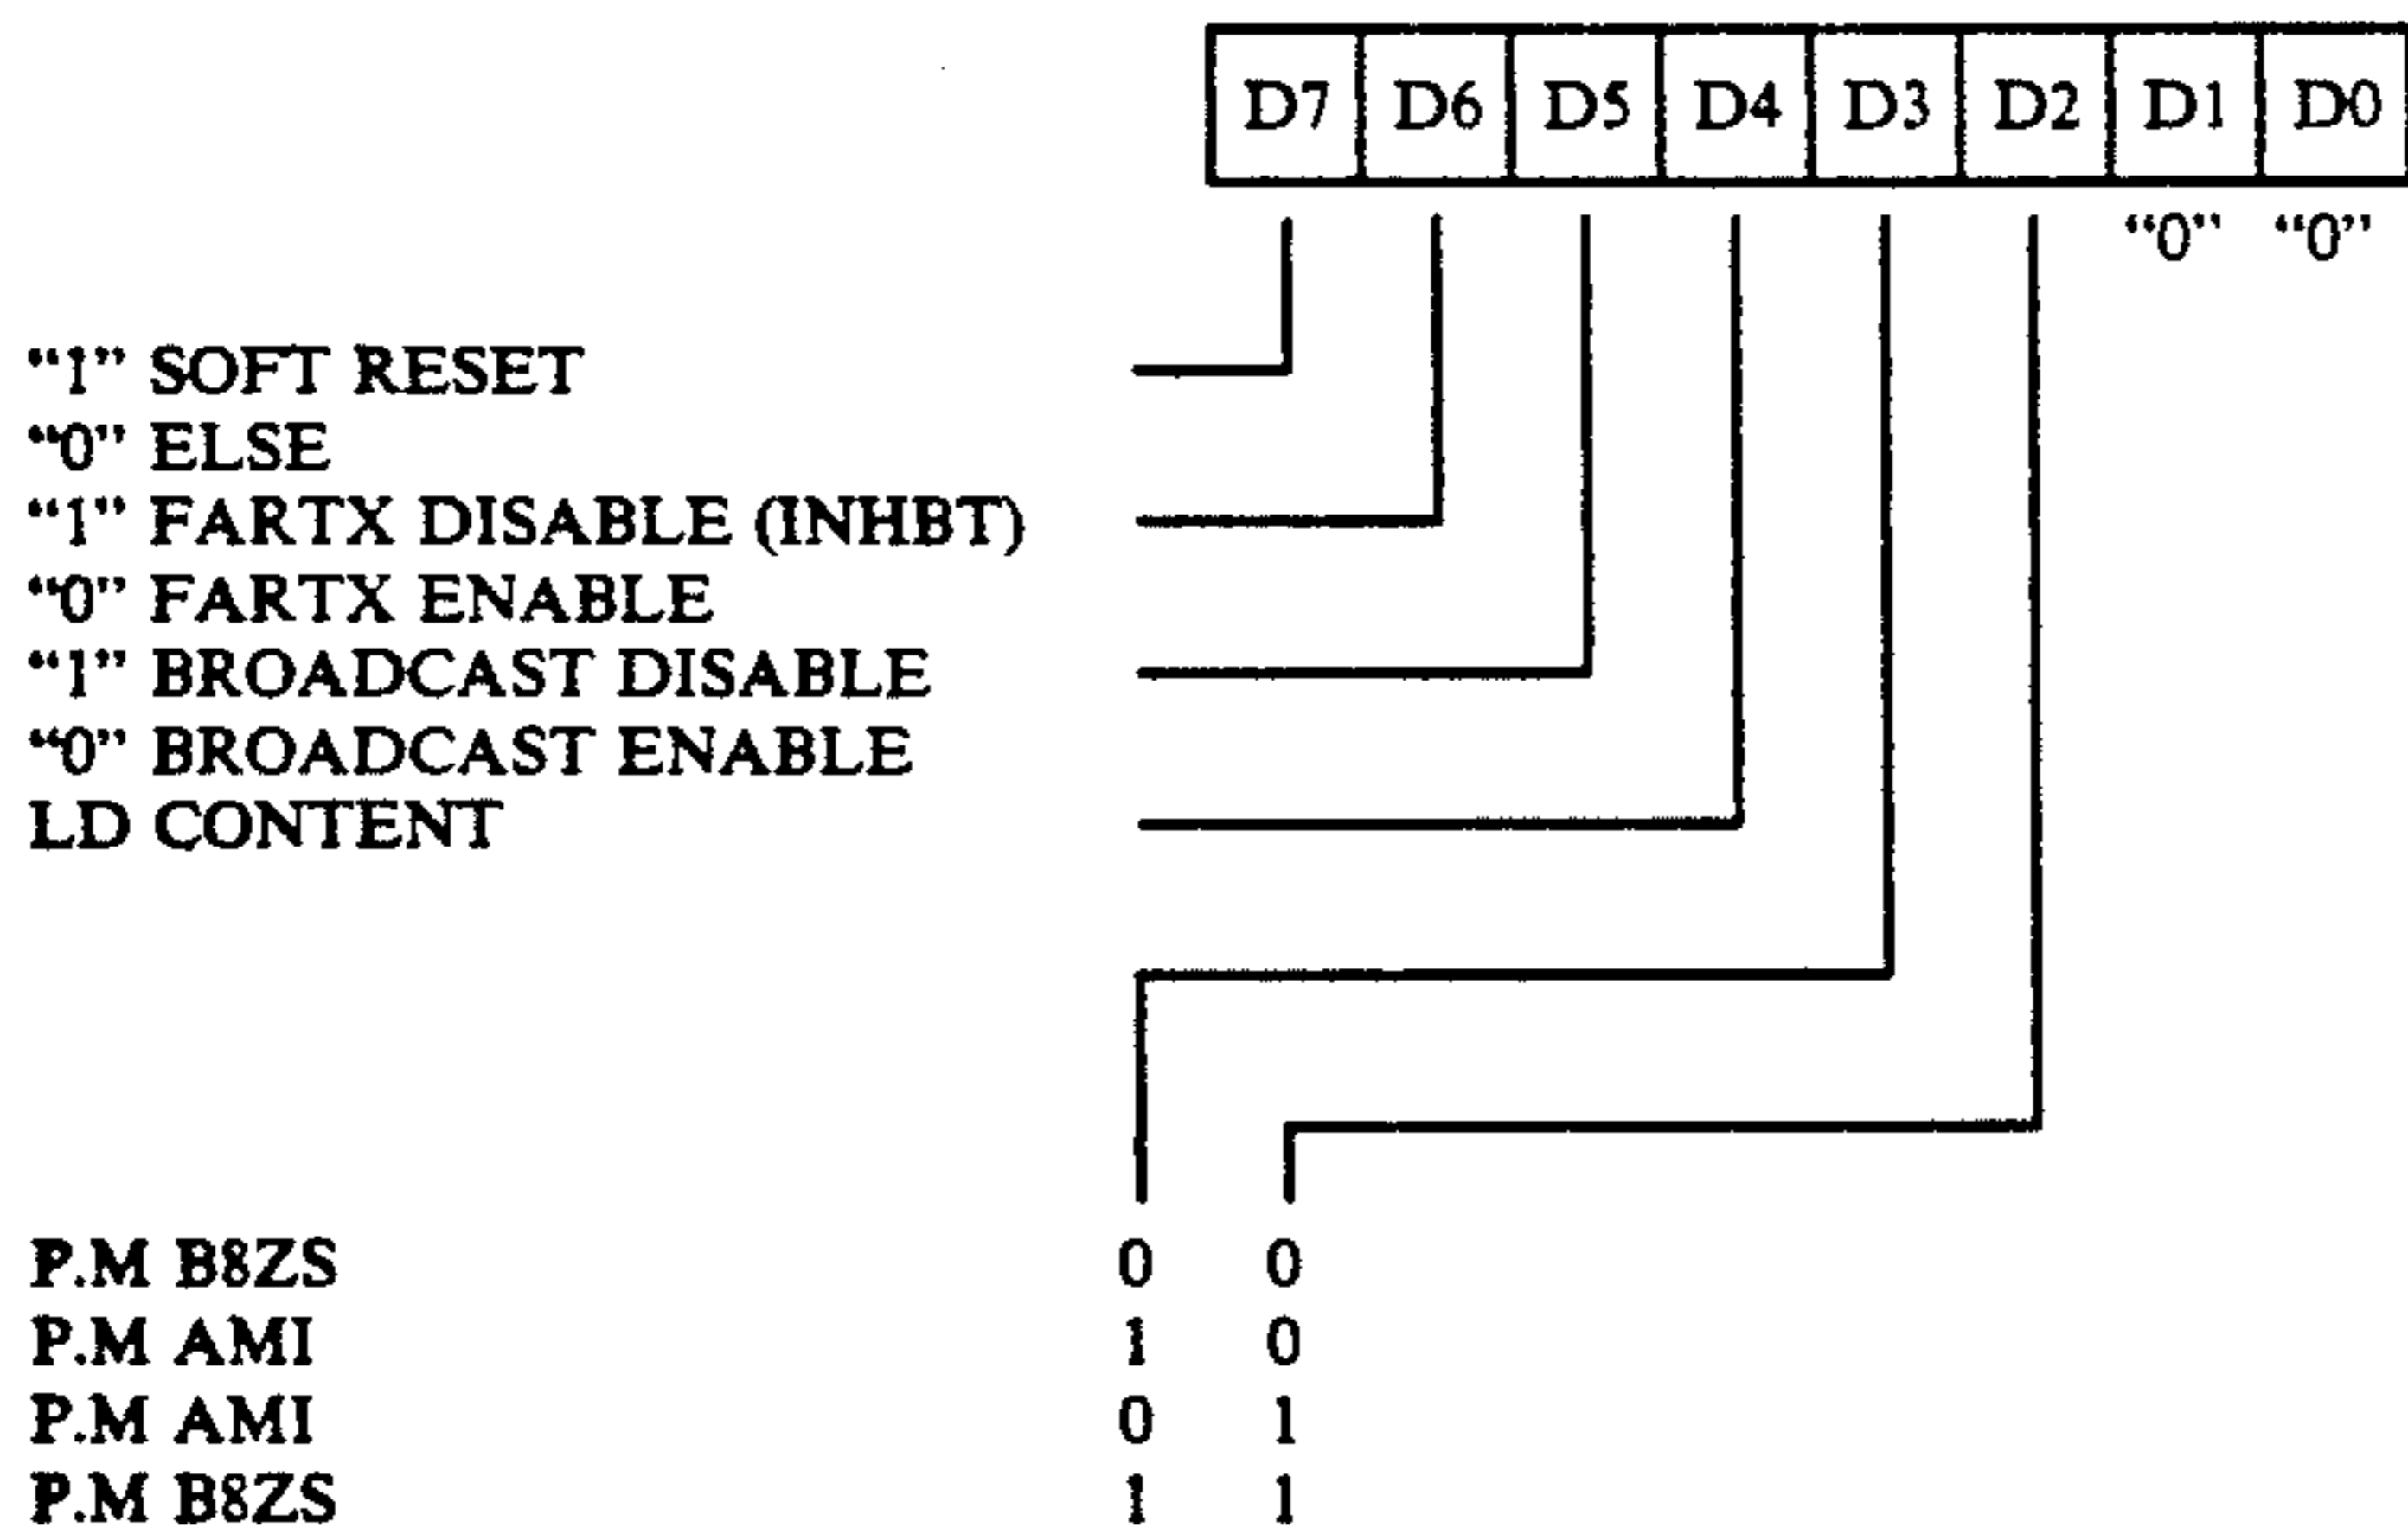 D7 D6 D5 D4 D3 D2 D1 D0
“0” “0”
“1” SOFT RESET
“0” ELSE
“1” FARTX DISABLE (INHBT)
“0” FARTX ENABLE
“1” BROADCAST DISABLE
“0” BROADCAST ENABLE
LD CONTENT
P.M B8ZS 0 0
P.M AMI 1 0
P.M AMI 0 1
P.M B8ZS 1 1